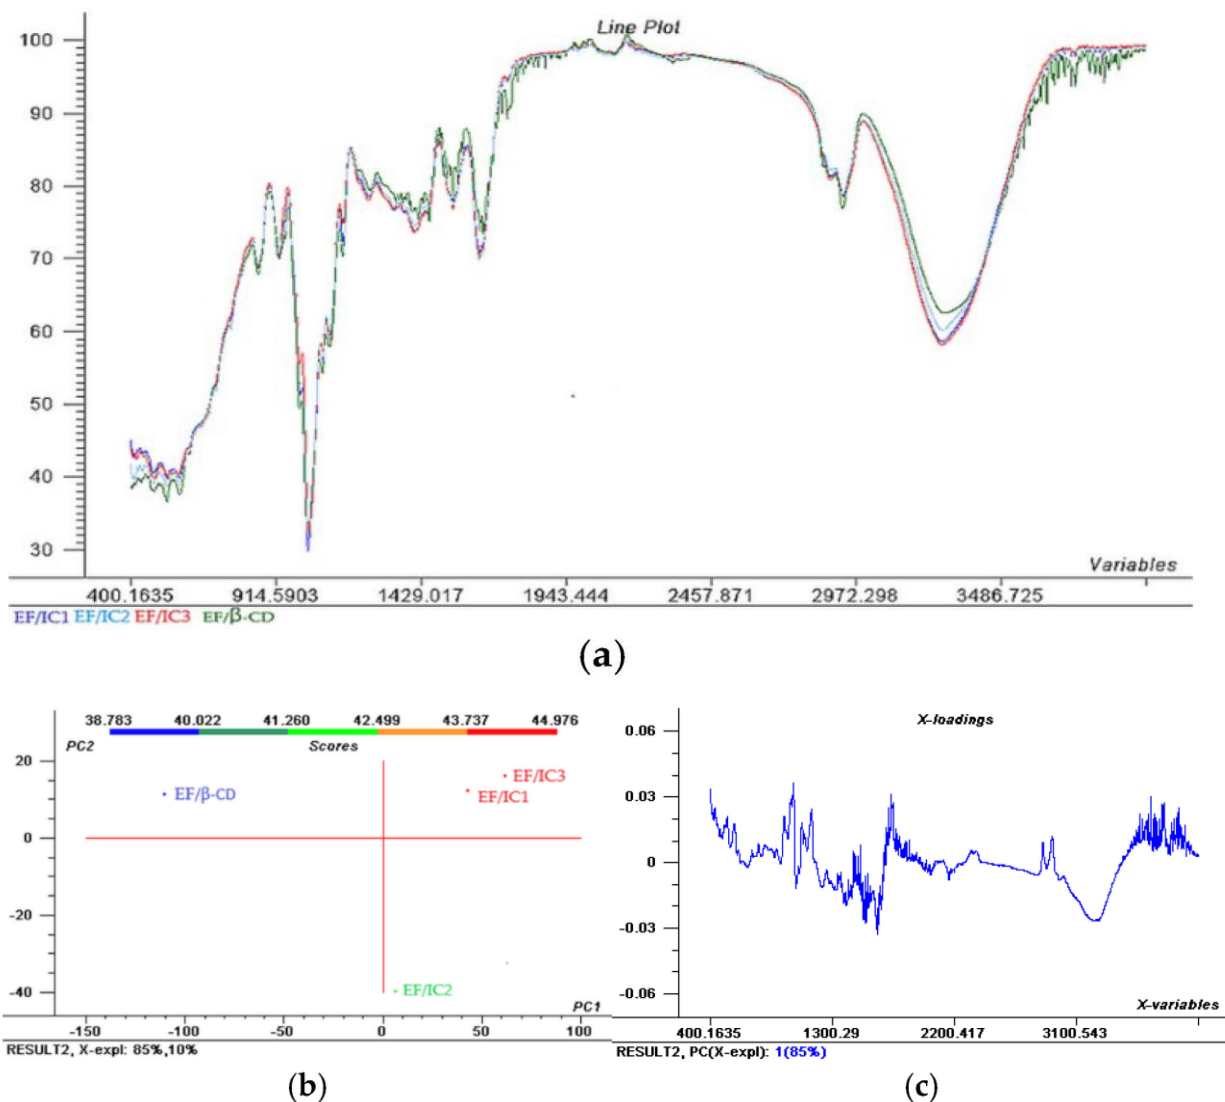 Line Plot
100
90
80
70
60
50
40
30
Variables
400.1635 914.5903 1429.017 1943.444 2457.871 2972.298 3486.725
EF/IC1 EF/IC2 EF/IC3 EF/β-CD
(a)
38.783 40.022 41.260 42.499 43.737 44.976
PC2 Scores
20
0
-20
-40
EF/IC3
EF/β-CD EF/IC1
EF/IC2
PC1
-150 -100 -50 0 50 100
RESULT2, X-expl: 85%,10%
(b)
X-loadings
0.06
0.03
0
-0.03
-0.06
X-variables
400.1635 1300.29 2200.417 3100.543
RESULT2, PC(X-expl): 1(85%)
(c)